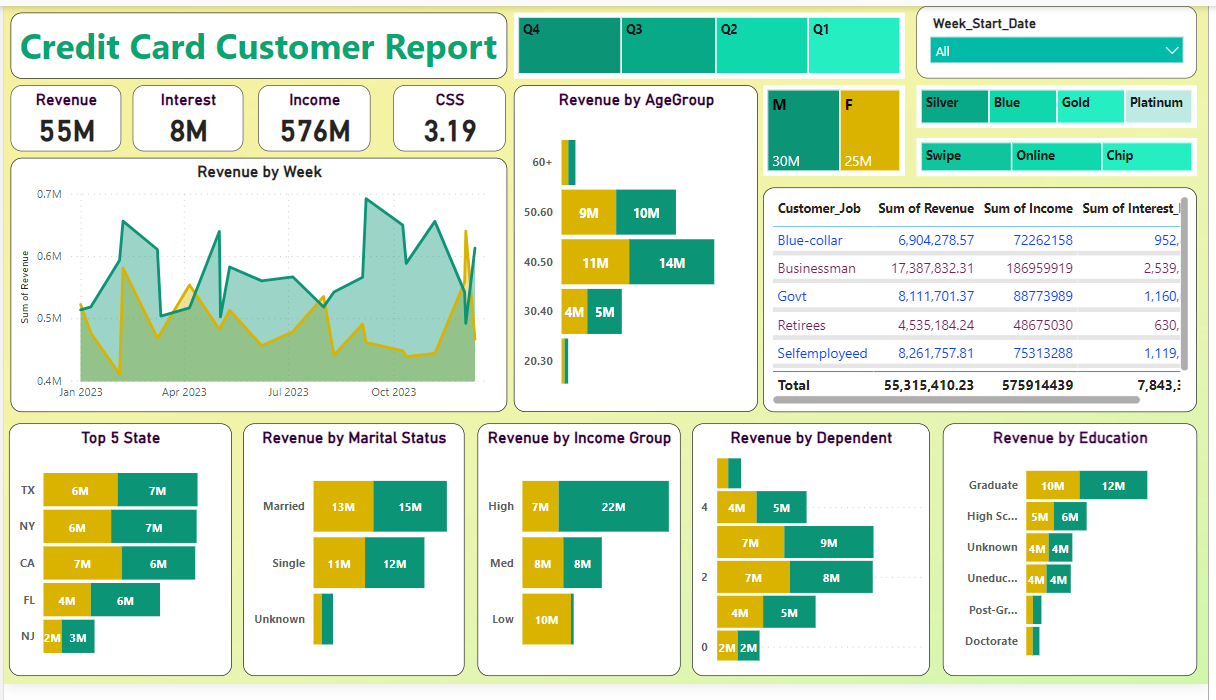 Credit Card Customer Report
Q4 Q3 Q2 Q1
Week_Start_Date
All
Revenue
55M
Interest
8M
Income
576M
CSS
3.19
M F
30M 25M
Silver Blue Gold Platinum
Swipe Online Chip
Revenue by Week
Sum of Revenue
0.7M
0.6M
0.5M
0.4M
Jan 2023 Apr 2023 Jul 2023 Oct 2023
Revenue by AgeGroup
60+
50.60 9M 10M
40.50 11M 14M
30.40 4M 5M
20.30
Customer_Job Sum of Revenue Sum of Income Sum of Interest_
Blue-collar 6,904,278.57 72262158 952,
Businessman 17,387,832.31 186959919 2,539,
Govt 8,111,701.37 88773989 1,160,
Retirees 4,535,184.24 48675030 630,
Selfemployeed 8,261,757.81 75313288 1,119,
Total 55,315,410.23 575914439 7,843,
Top 5 State
TX 6M 7M
NY 6M 7M
CA 7M 6M
FL 4M 6M
NJ 2M 3M
Revenue by Marital Status
Married 13M 15M
Single 11M 12M
Unknown
Revenue by Income Group
High 7M 22M
Med 8M 8M
Low 10M
Revenue by Dependent
4 4M 5M
7M 9M
2 7M 8M
4M 5M
0 2M 2M
Revenue by Education
Graduate 10M 12M
High Sc... 5M 6M
Unknown 4M 4M
Uneduc... 4M 4M
Post-Gr...
Doctorate